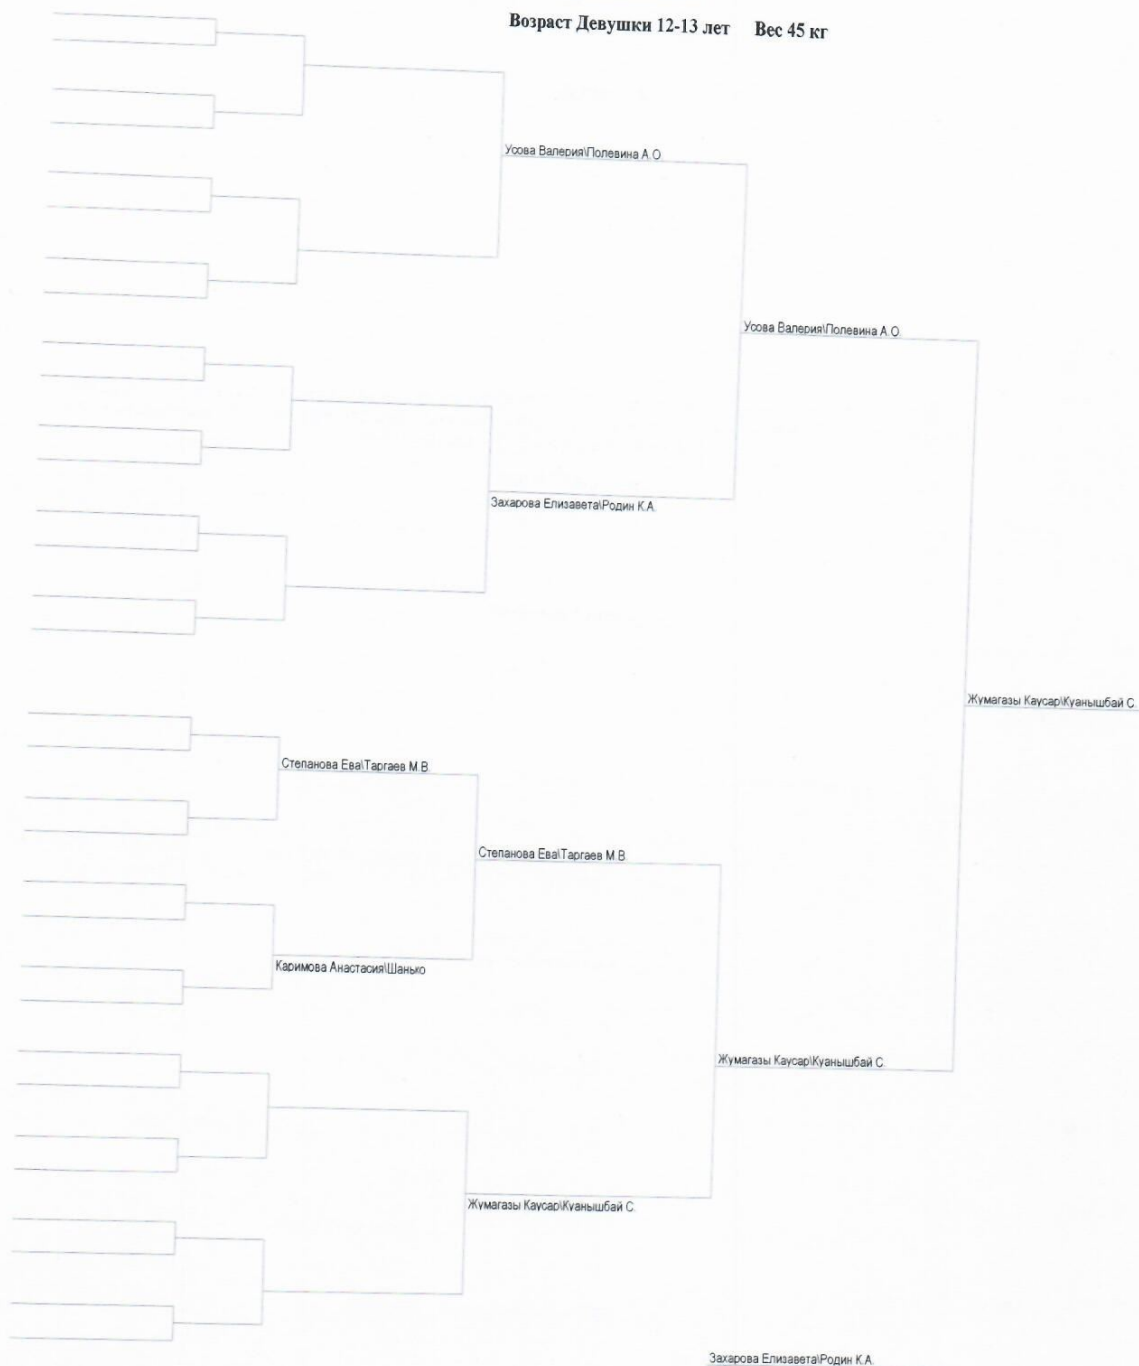 Возраст Девушки 12-13 лет Вес 45 кг
Усова Валерия\Полевина А.О.
Усова Валерия\Полевина А.О.
Захарова Елизавета\Родин К.А.
Жумагазы Каусар\Куанышбай С.
Степанова Ева\Таргаев М.В.
Степанова Ева\Таргаев М.В.
Каримова Анастасия\Шанько
Жумагазы Каусар\Куанышбай С.
Жумагазы Каусар\Куанышбай С.
Захарова Елизавета\Родин К.А.